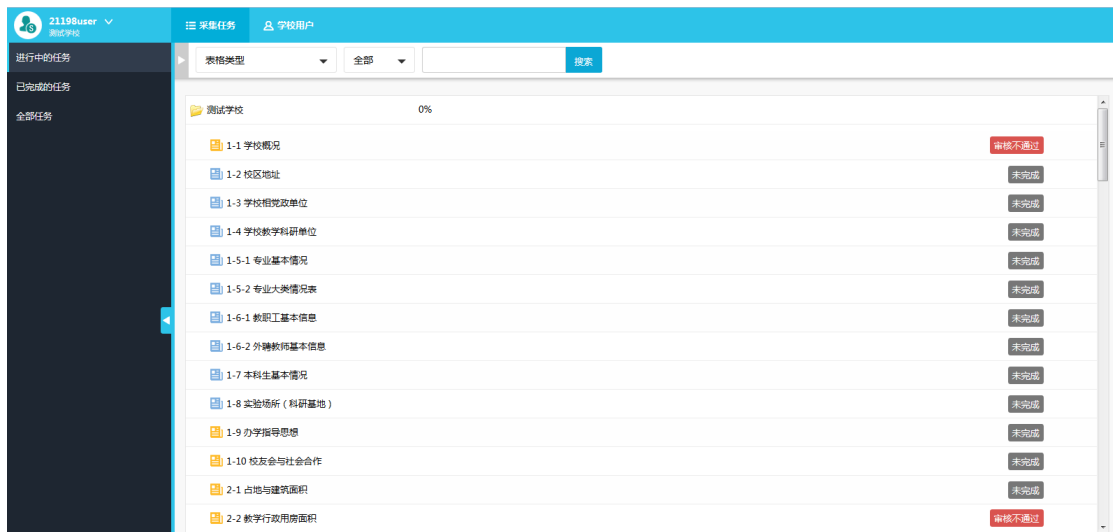 21198user
测试学校
采集任务
学校用户
进行中的任务
已完成的任务
全部任务
表格类型
全部
搜索
测试学校 0%
1-1 学校概况 审核不通过
1-2 校区地址 未完成
1-3 学校相党政单位 未完成
1-4 学校教学科研单位 未完成
1-5-1 专业基本情况 未完成
1-5-2 专业大类情况表 未完成
1-6-1 教职工基本信息 未完成
1-6-2 外聘教师基本信息 未完成
1-7 本科生基本情况 未完成
1-8 实验场所（科研基地） 未完成
1-9 办学指导思想 未完成
1-10 校友会与社会合作 未完成
2-1 占地与建筑面积 未完成
2-2 教学行政用房面积 审核不通过